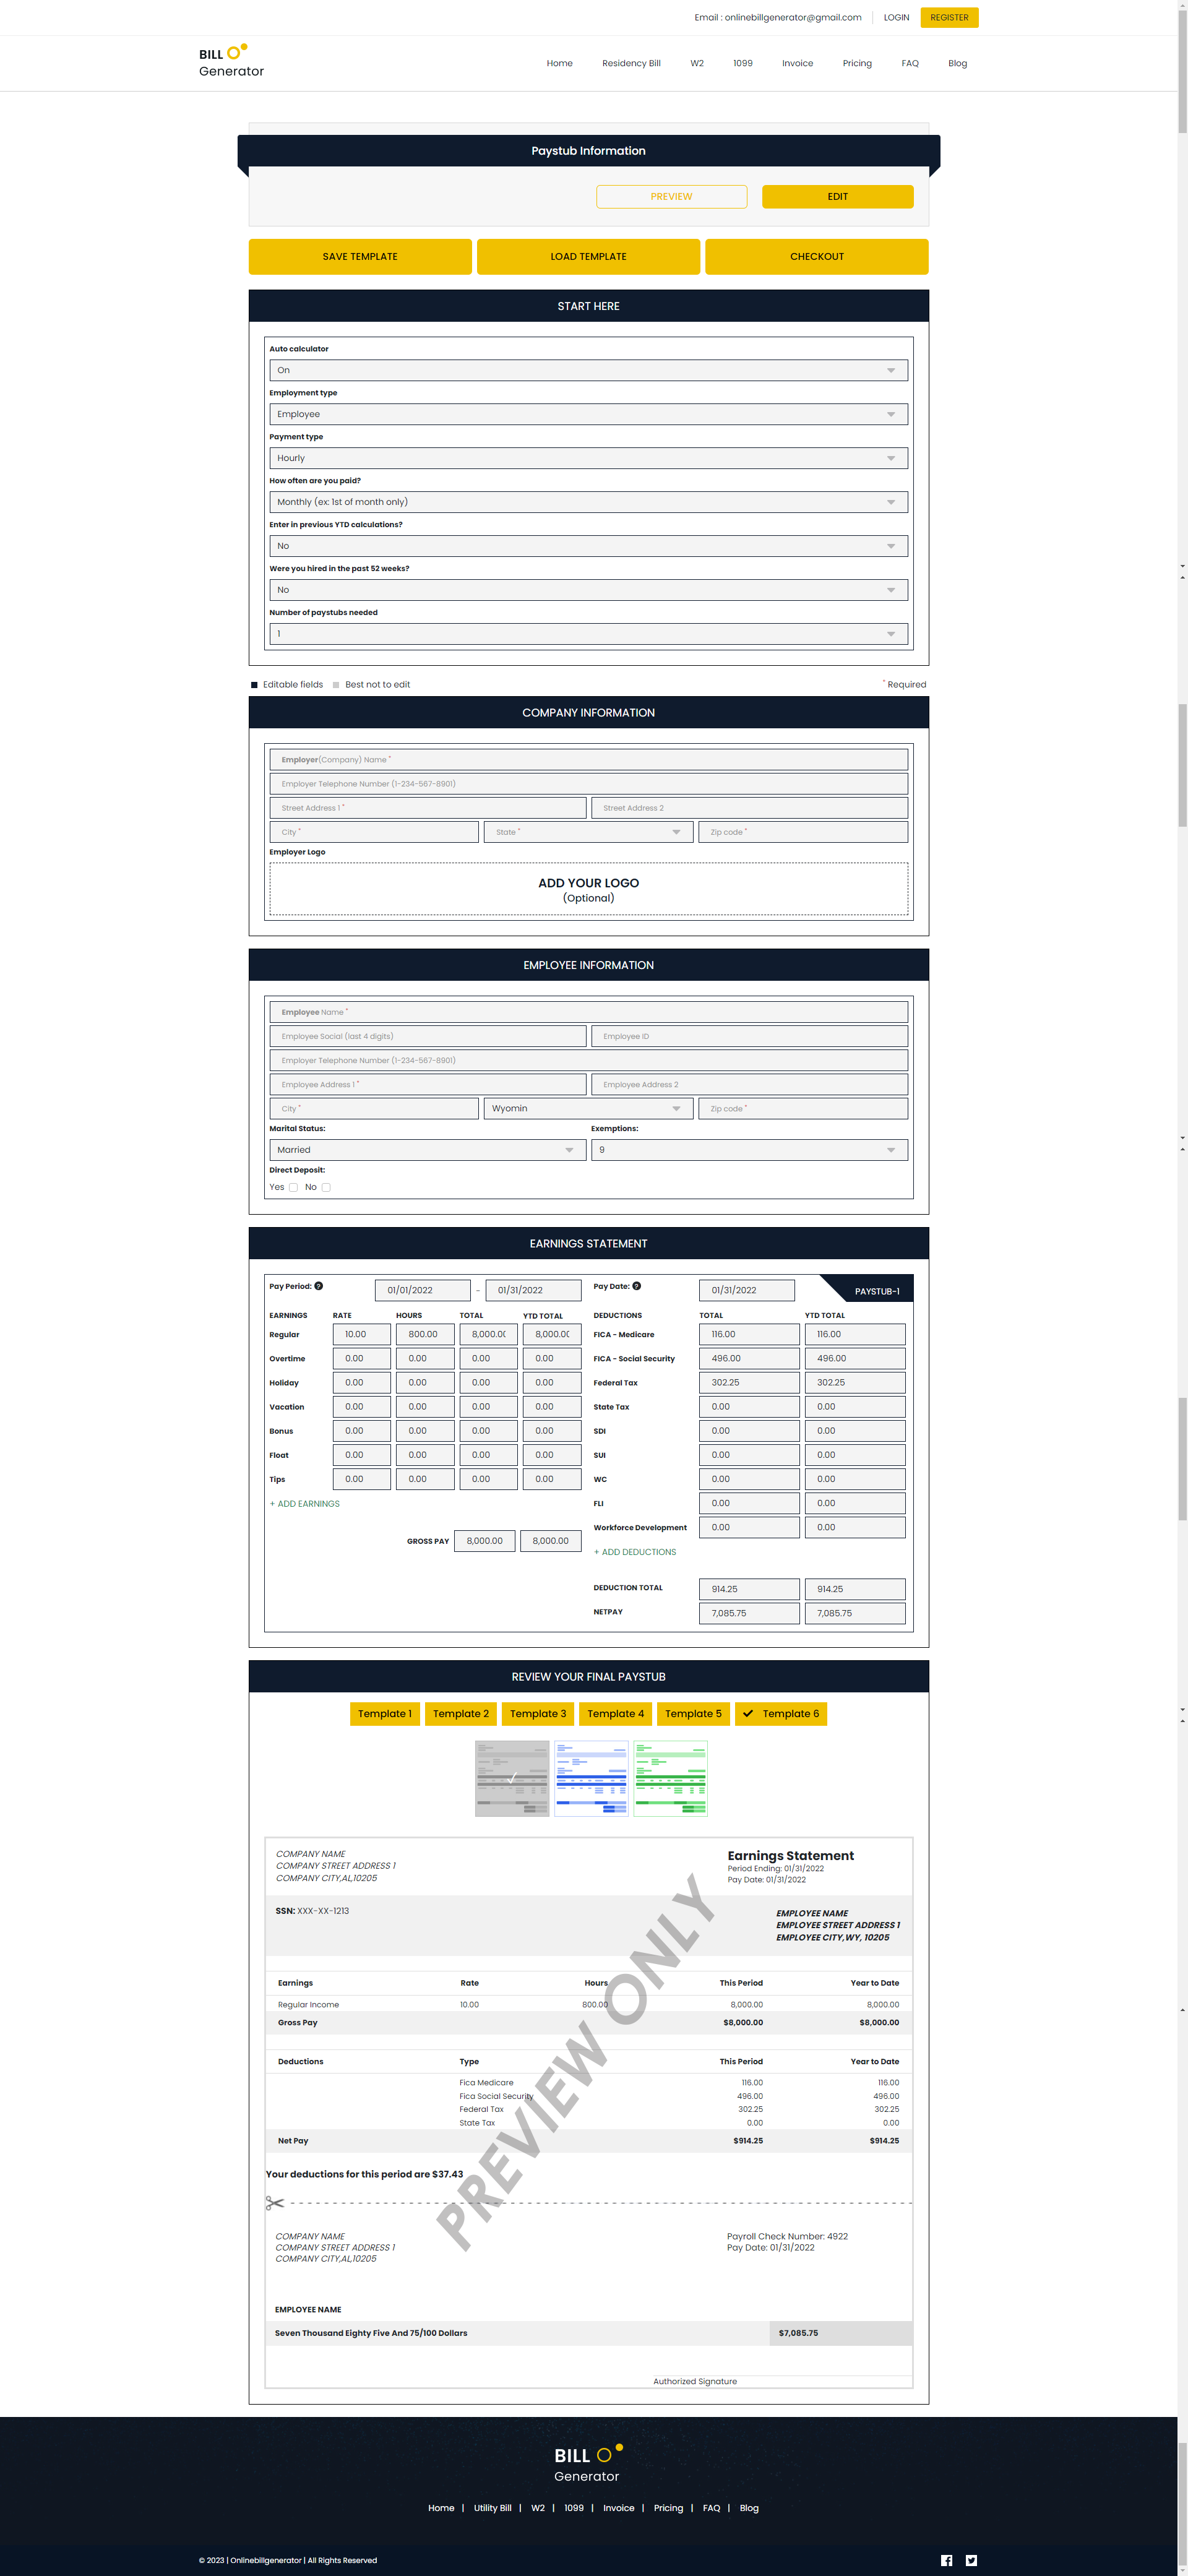 Email : onlinebillgenerator@gmail.com LOGIN REGISTER
BILL
Generator
Home Residency Bill W2 1099 Invoice Pricing FAQ Blog
Paystub Information
PREVIEW EDIT
SAVE TEMPLATE LOAD TEMPLATE CHECKOUT
START HERE
Auto calculator
On
Employment type
Employee
Payment type
Hourly
How often are you paid?
Monthly (ex: 1st of month only)
Enter in previous YTD calculations?
No
Were you hired in the past 52 weeks?
No
Number of paystubs needed
1
Editable fields Best not to edit * Required
COMPANY INFORMATION
Employer(Company) Name *
Employer Telephone Number (1-234-567-8901)
Street Address 1 * Street Address 2
City * State * Zip code *
Employer Logo
ADD YOUR LOGO
(Optional)
EMPLOYEE INFORMATION
Employee Name *
Employee Social (last 4 digits) Employee ID
Employer Telephone Number (1-234-567-8901)
Employee Address 1 * Employee Address 2
City * Wyomin Zip code *
Marital Status: Exemptions:
Married 9
Direct Deposit:
Yes No
EARNINGS STATEMENT
Pay Period: ? 01/01/2022 - 01/31/2022 Pay Date: ? 01/31/2022 PAYSTUB-1
EARNINGS RATE HOURS TOTAL YTD TOTAL DEDUCTIONS TOTAL YTD TOTAL
Regular 10.00 800.00 8,000.0( 8,000.0( FICA - Medicare 116.00 116.00
Overtime 0.00 0.00 0.00 0.00 FICA - Social Security 496.00 496.00
Holiday 0.00 0.00 0.00 0.00 Federal Tax 302.25 302.25
Vacation 0.00 0.00 0.00 0.00 State Tax 0.00 0.00
Bonus 0.00 0.00 0.00 0.00 SDI 0.00 0.00
Float 0.00 0.00 0.00 0.00 SUI 0.00 0.00
Tips 0.00 0.00 0.00 0.00 WC 0.00 0.00
+ ADD EARNINGS FLI 0.00 0.00
Workforce Development 0.00 0.00
GROSS PAY 8,000.00 8,000.00
+ ADD DEDUCTIONS
DEDUCTION TOTAL 914.25 914.25
NETPAY 7,085.75 7,085.75
REVIEW YOUR FINAL PAYSTUB
Template 1 Template 2 Template 3 Template 4 Template 5 Template 6
COMPANY NAME
COMPANY STREET ADDRESS 1
COMPANY CITY,AL,10205
Earnings Statement
Period Ending: 01/31/2022
Pay Date: 01/31/2022
SSN: XXX-XX-1213
EMPLOYEE NAME
EMPLOYEE STREET ADDRESS 1
EMPLOYEE CITY,WY, 10205
PREVIEW ONLY
Earnings Rate Hours This Period Year to Date
Regular Income 10.00 800.00 8,000.00 8,000.00
Gross Pay $8,000.00 $8,000.00
Deductions Type This Period Year to Date
Fica Medicare 116.00 116.00
Fica Social Security 496.00 496.00
Federal Tax 302.25 302.25
State Tax 0.00 0.00
Net Pay $914.25 $914.25
Your deductions for this period are $37.43
COMPANY NAME
COMPANY STREET ADDRESS 1
COMPANY CITY,AL,10205
Payroll Check Number: 4922
Pay Date: 01/31/2022
EMPLOYEE NAME
Seven Thousand Eighty Five And 75/100 Dollars $7,085.75
Authorized Signature
BILL
Generator
Home | Utility Bill | W2 | 1099 | Invoice | Pricing | FAQ | Blog
© 2023 | Onlinebillgenerator | All Rights Reserved